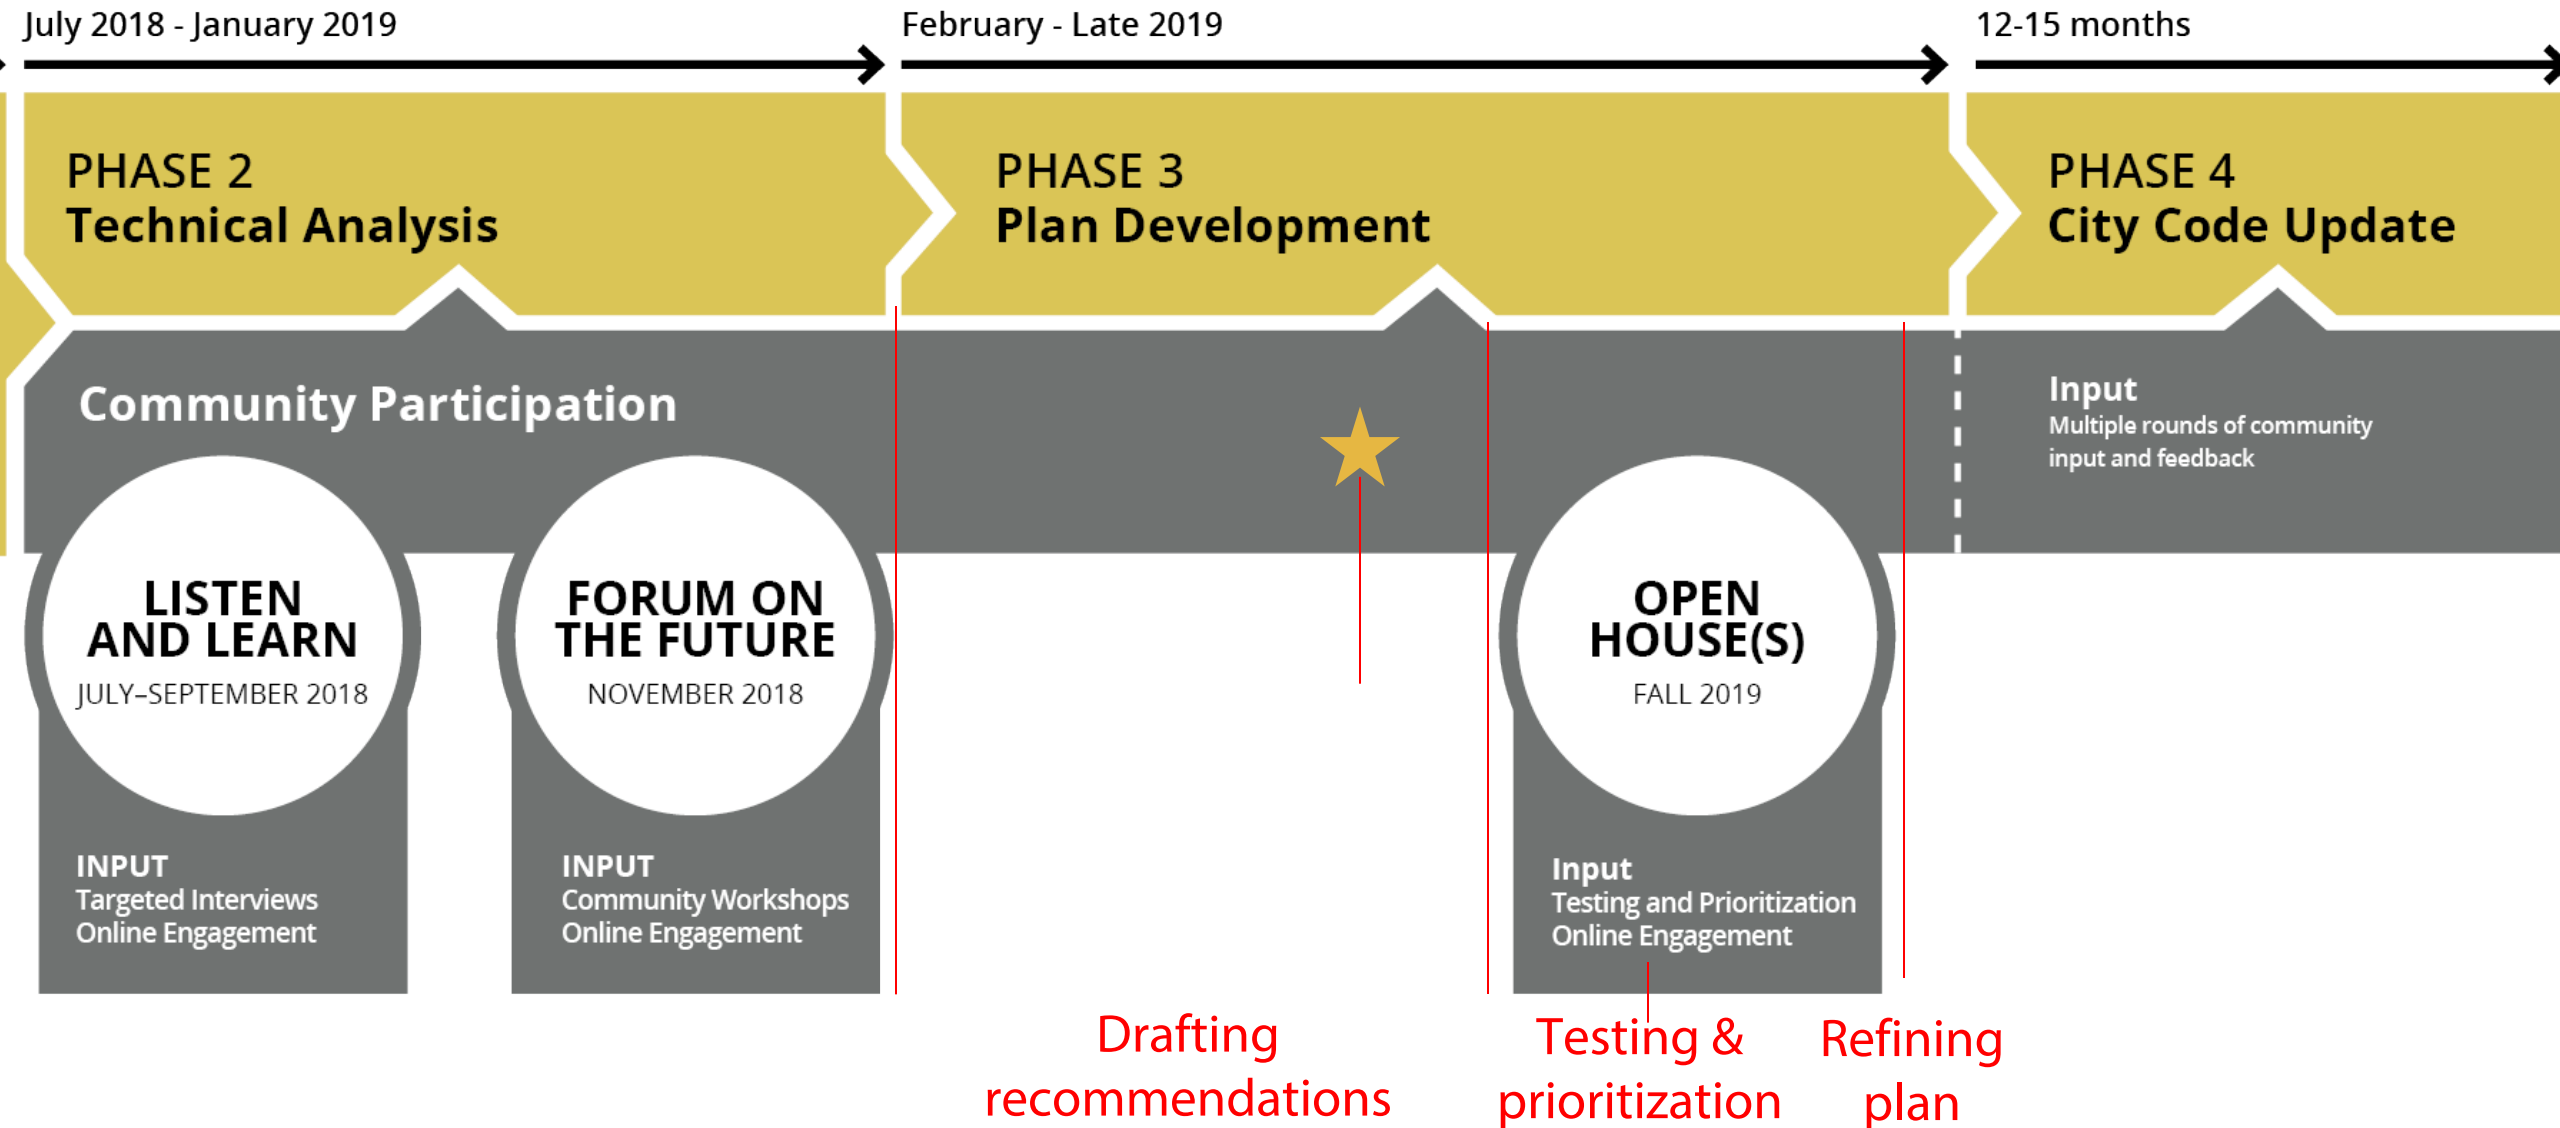 July 2018 - January 2019
February - Late 2019
12-15 months
PHASE 2
Technical Analysis
PHASE 3
Plan Development
PHASE 4
City Code Update
Community Participation
Input
Multiple rounds of community
input and feedback
LISTEN
AND LEARN
JULY–SEPTEMBER 2018
INPUT
Targeted Interviews
Online Engagement
FORUM ON
THE FUTURE
NOVEMBER 2018
INPUT
Community Workshops
Online Engagement
OPEN
HOUSE(S)
FALL 2019
Input
Testing and Prioritization
Online Engagement
Drafting
recommendations
Testing &
prioritization
Refining
plan